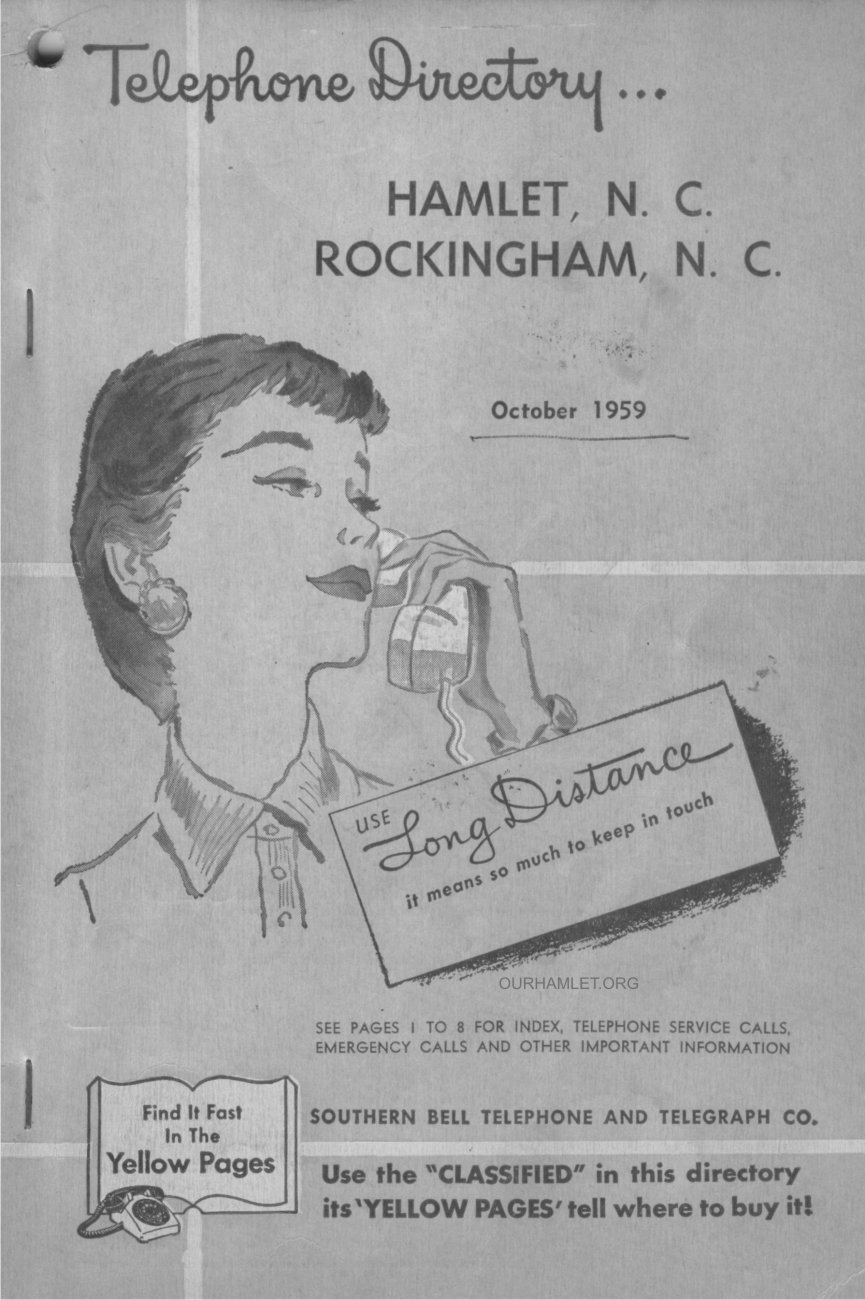 Telephone Directory...
HAMLET, N. C.
ROCKINGHAM, N. C.
October 1959
USE
Long Distance
it means so much to keep in touch
OURHAMLET.ORG
SEE PAGES 1 TO 8 FOR INDEX, TELEPHONE SERVICE CALLS,
EMERGENCY CALLS AND OTHER IMPORTANT INFORMATION
Find It Fast
In The
Yellow Pages
SOUTHERN BELL TELEPHONE AND TELEGRAPH CO.
Use the "CLASSIFIED" in this directory
its 'YELLOW PAGES' tell where to buy it!